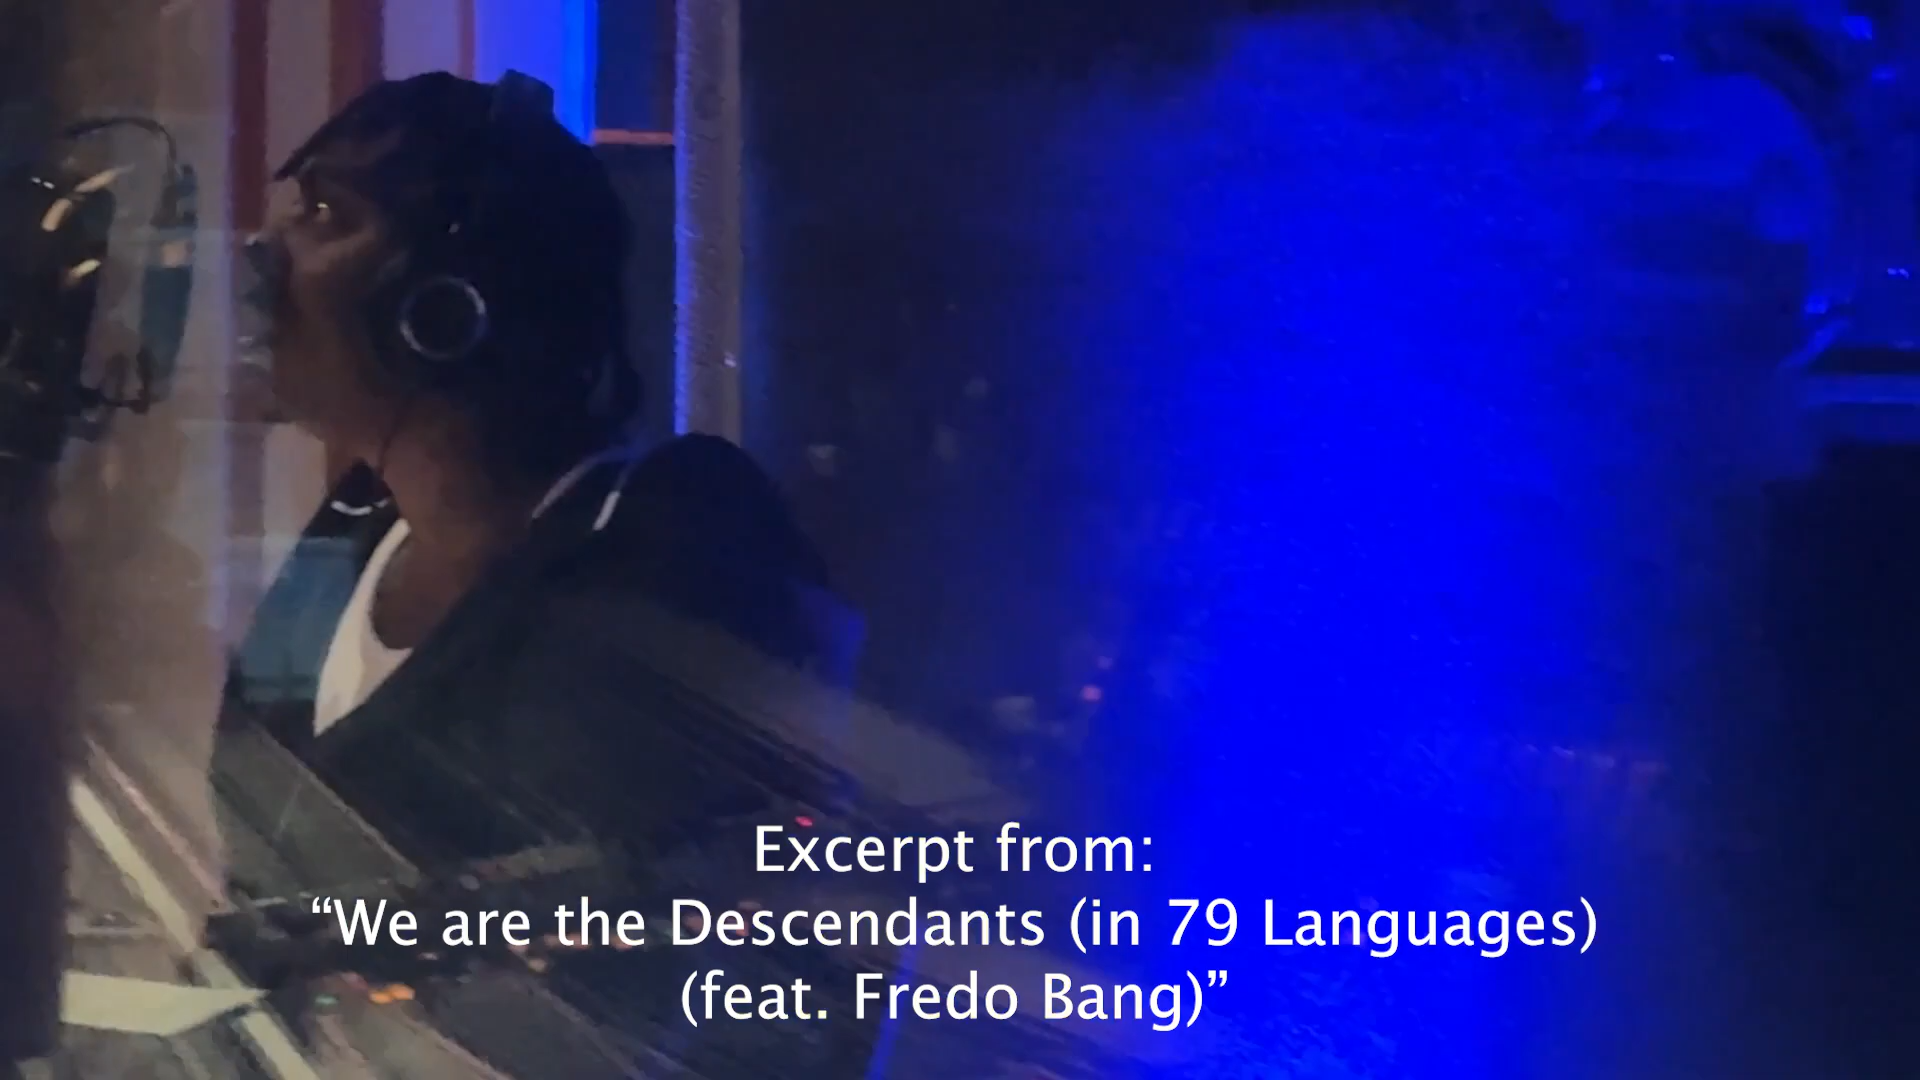 Excerpt from:
“We are the Descendants (in 79 Languages)
(feat. Fredo Bang)”